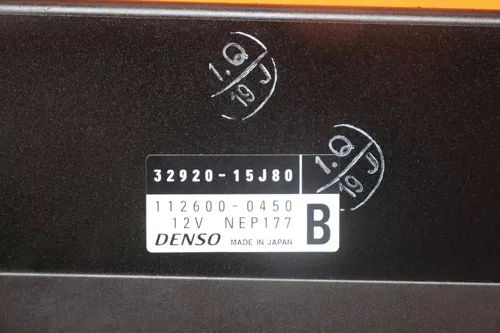 1.Q
19 J
1.Q
19 J
32920-15J80
112600-0450
12V NEP177
B
DENSO MADE IN JAPAN